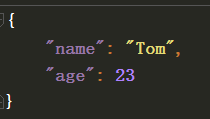 {
"name": "Tom",
"age": 23
}